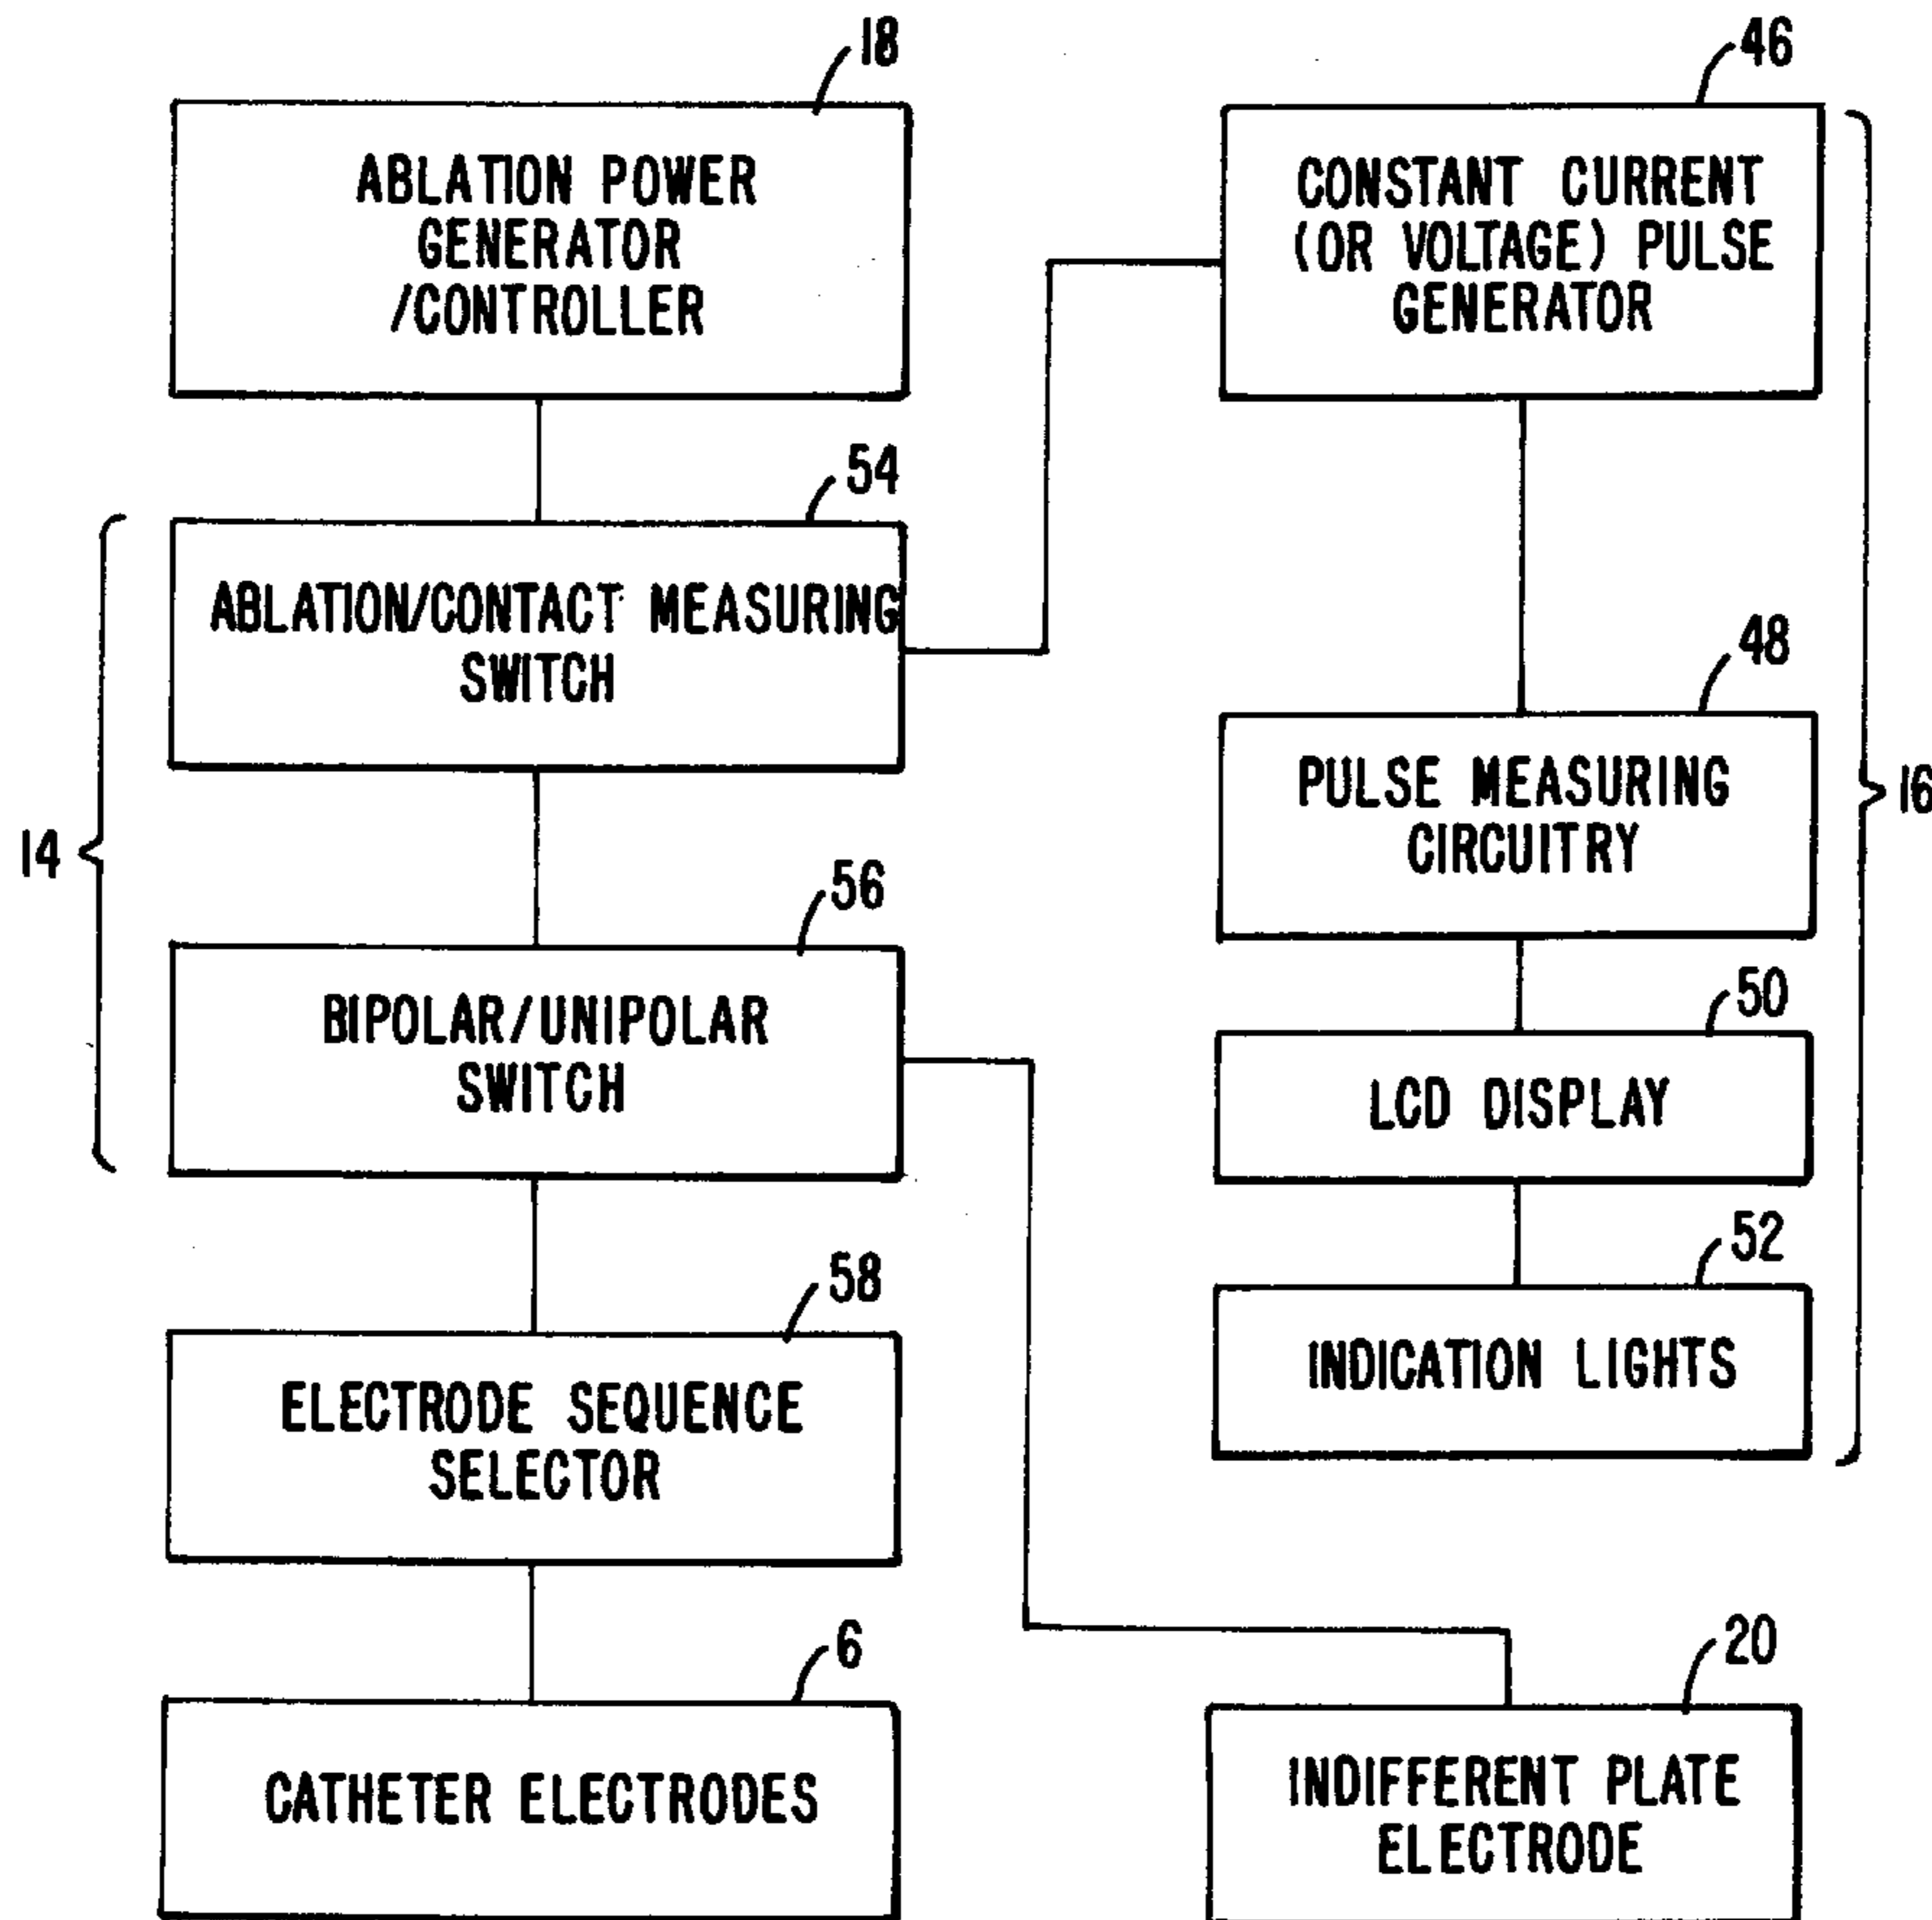 18
ABLATION POWER
GENERATOR
/CONTROLLER
46
CONSTANT CURRENT
(OR VOLTAGE) PULSE
GENERATOR
54
ABLATION/CONTACT MEASURING
SWITCH
48
PULSE MEASURING
CIRCUITRY
16
14
56
BIPOLAR/UNIPOLAR
SWITCH
50
LCD DISPLAY
52
INDICATION LIGHTS
58
ELECTRODE SEQUENCE
SELECTOR
6
CATHETER ELECTRODES
20
INDIFFERENT PLATE
ELECTRODE